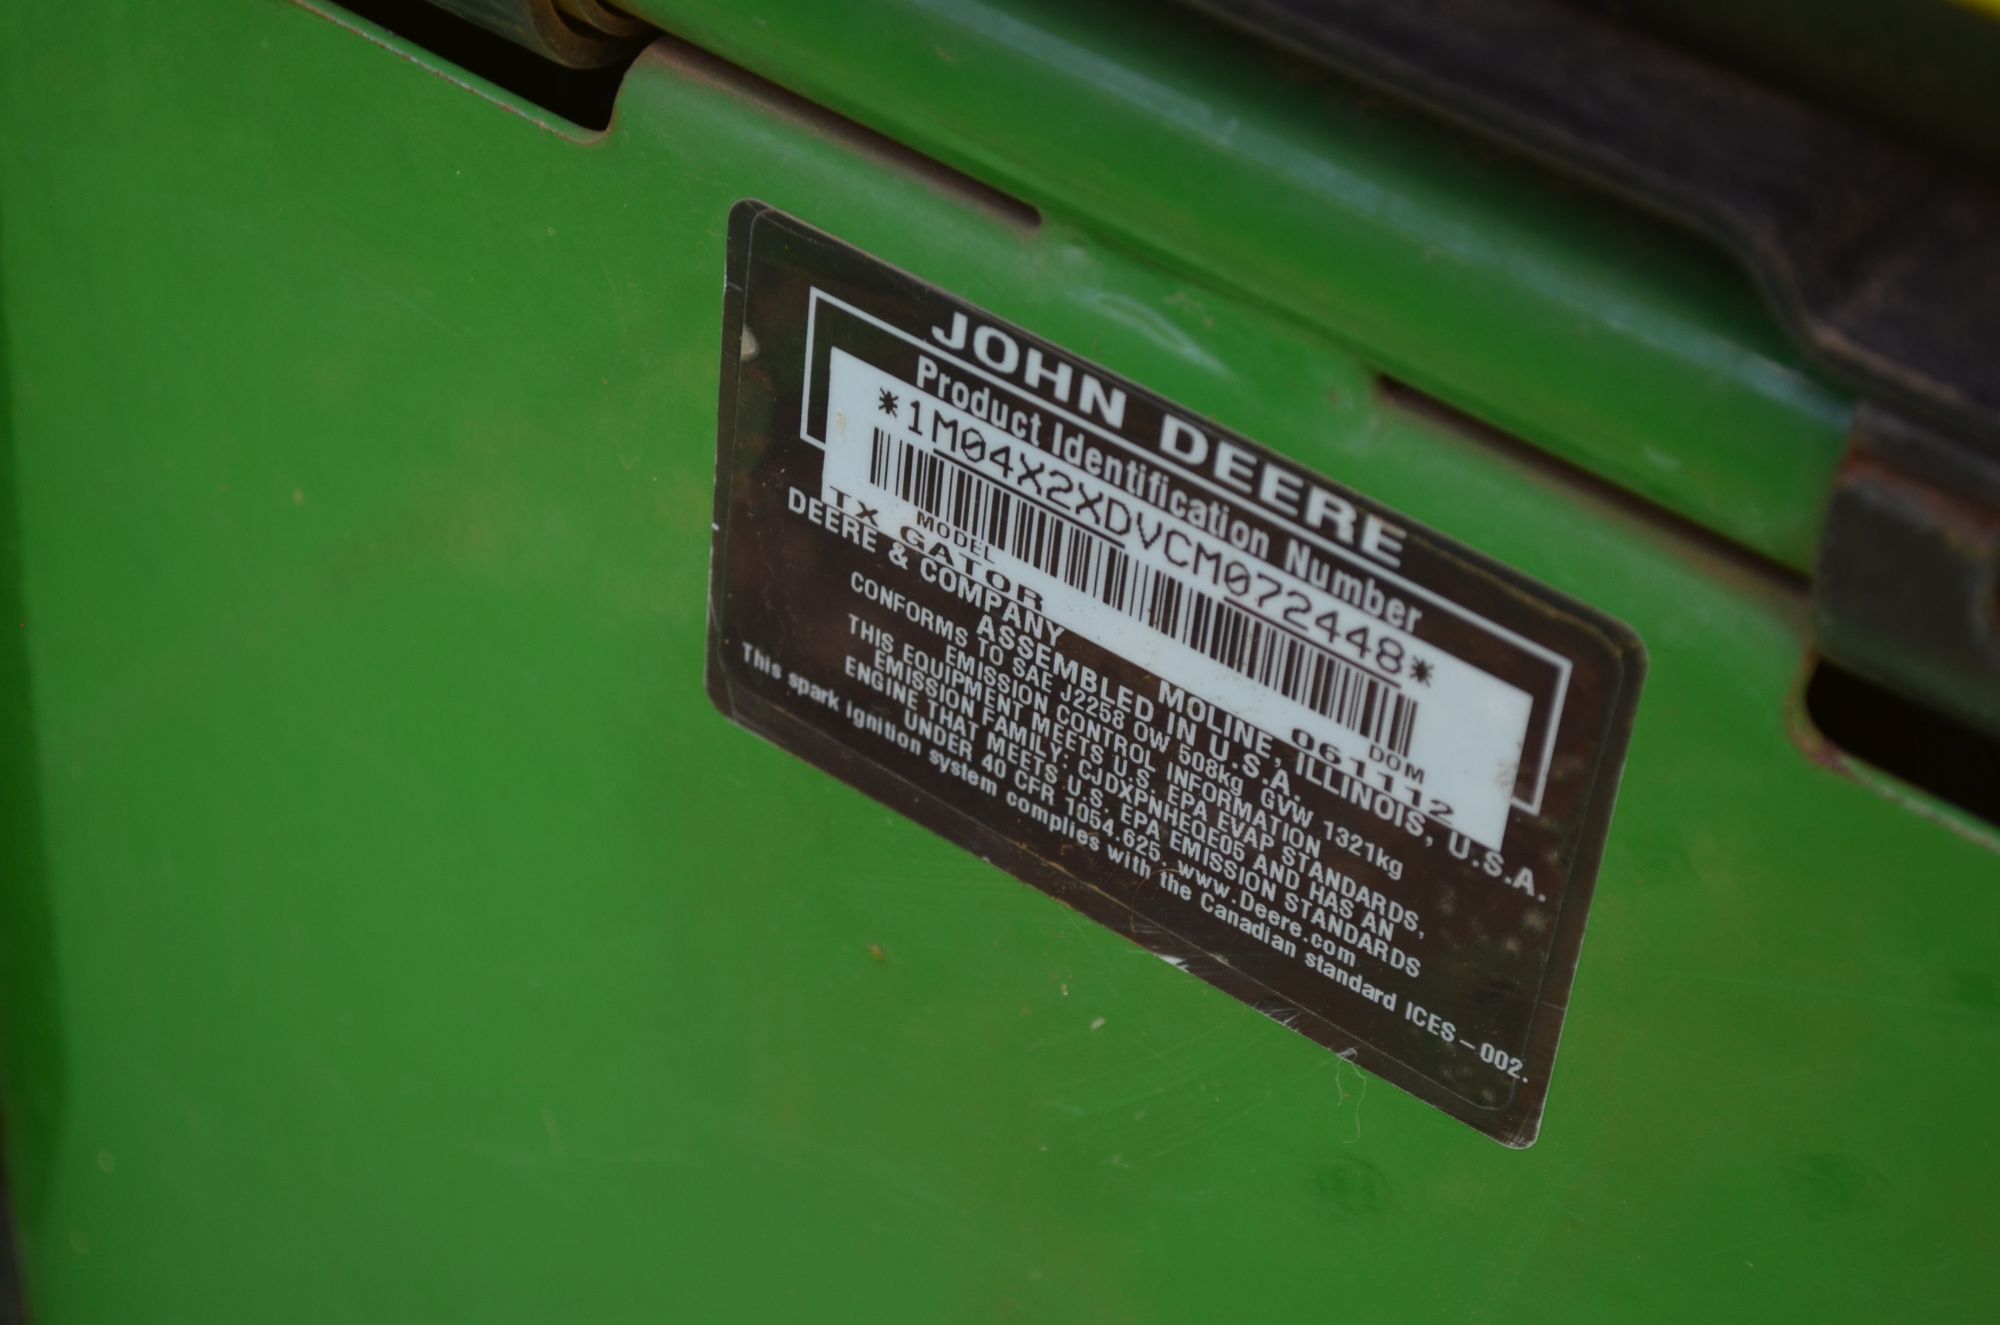 JOHN DEERE
Product Identification Number
*1M04X2XDVCM072448*
MODEL DOM
TX GATOR 061112
DEERE & COMPANY MOLINE, ILLINOIS, U.S.A.
ASSEMBLED IN U.S.A.
CONFORMS TO SAE J2258 OW 508kg GVW 1321kg
EMISSION CONTROL INFORMATION
THIS EQUIPMENT MEETS U.S. EPA EVAP STANDARDS,
EMISSION FAMILY: CJDXPNHEQE05 AND HAS AN
ENGINE THAT MEETS U.S. EPA EMISSION STANDARDS
UNDER 40 CFR 1054.625. www.Deere.com
This spark ignition system complies with the Canadian standard ICES-002.